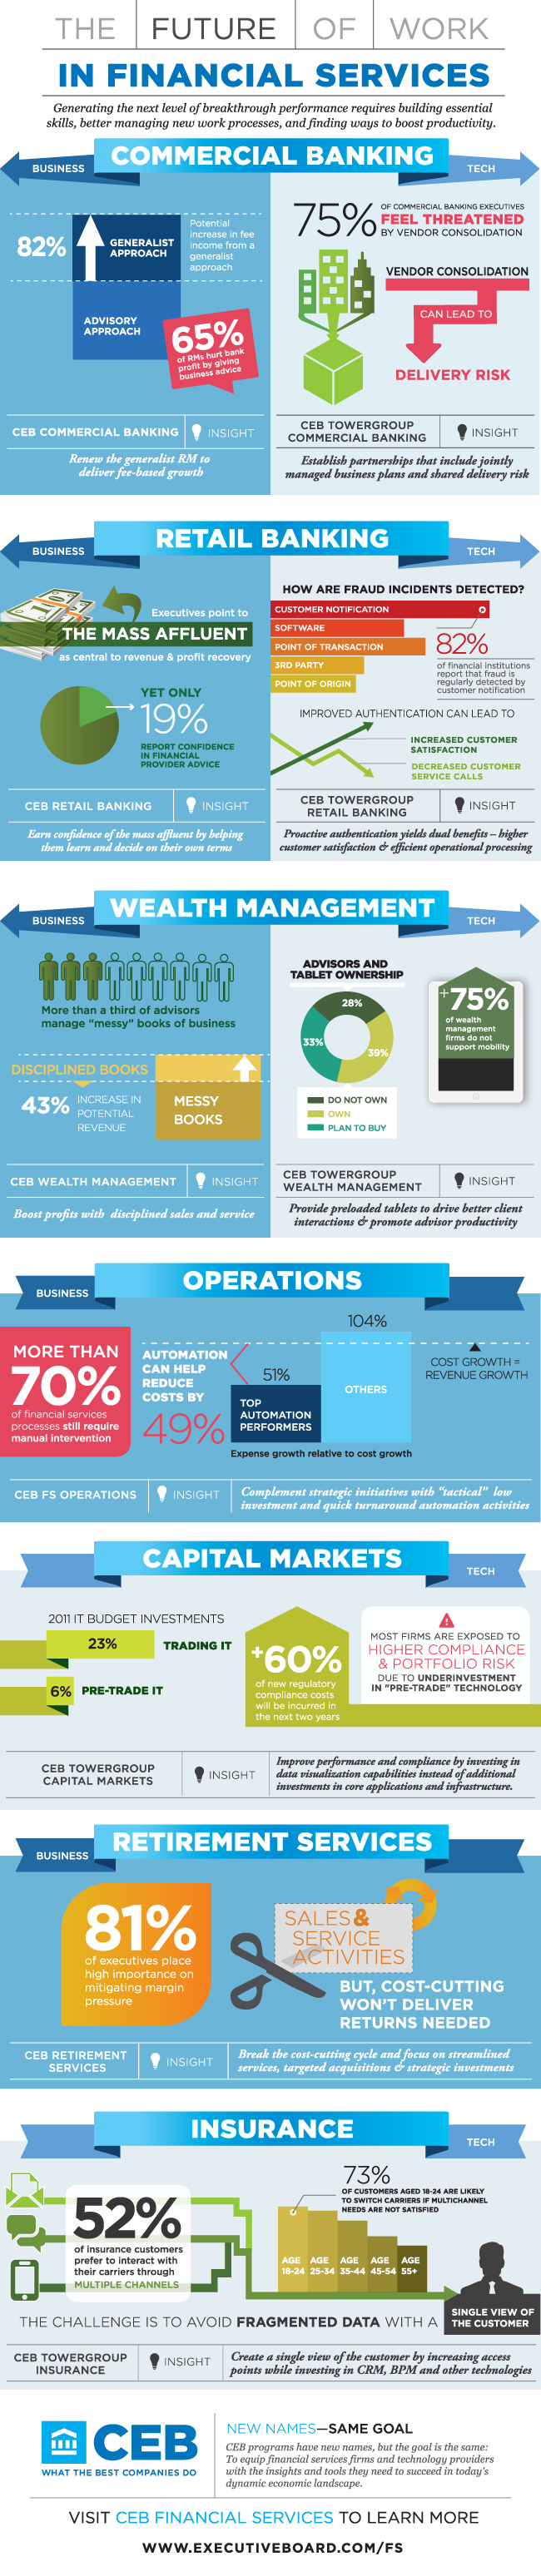 THE FUTURE OF WORK
IN FINANCIAL SERVICES
Generating the next level of breakthrough performance requires building essential
skills, better managing new work processes, and finding ways to boost productivity.
COMMERCIAL BANKING
BUSINESS
TECH
82%
GENERALIST
APPROACH
Potential
increase in fee
income from a
generalist
approach
ADVISORY
APPROACH
65%
of RMs hurt bank
profit by giving
business advice
CEB COMMERCIAL BANKING
INSIGHT
Renew the generalist RM to
deliver fee-based growth
75%
OF COMMERCIAL BANKING EXECUTIVES
FEEL THREATENED
BY VENDOR CONSOLIDATION
VENDOR CONSOLIDATION
CAN LEAD TO
DELIVERY RISK
CEB TOWERGROUP
COMMERCIAL BANKING
INSIGHT
Establish partnerships that include jointly
managed business plans and shared delivery risk
RETAIL BANKING
BUSINESS
TECH
Executives point to
THE MASS AFFLUENT
as central to revenue & profit recovery
YET ONLY
19%
REPORT CONFIDENCE
IN FINANCIAL
PROVIDER ADVICE
CEB RETAIL BANKING
INSIGHT
Earn confidence of the mass affluent by helping
them learn and decide on their own terms
HOW ARE FRAUD INCIDENTS DETECTED?
CUSTOMER NOTIFICATION
SOFTWARE
POINT OF TRANSACTION
3RD PARTY
POINT OF ORIGIN
82%
of financial institutions
report that fraud is
regularly detected by
customer notification
IMPROVED AUTHENTICATION CAN LEAD TO
INCREASED CUSTOMER
SATISFACTION
DECREASED CUSTOMER
SERVICE CALLS
CEB TOWERGROUP
RETAIL BANKING
INSIGHT
Proactive authentication yields dual benefits – higher
customer satisfaction & efficient operational processing
WEALTH MANAGEMENT
BUSINESS
TECH
More than a third of advisors
manage "messy" books of business
DISCIPLINED BOOKS
43%
INCREASE IN
POTENTIAL
REVENUE
MESSY
BOOKS
CEB WEALTH MANAGEMENT
INSIGHT
Boost profits with disciplined sales and service
ADVISORS AND
TABLET OWNERSHIP
28%
33%
39%
DO NOT OWN
OWN
PLAN TO BUY
+75%
of wealth
management
firms do not
support mobility
CEB TOWERGROUP
WEALTH MANAGEMENT
INSIGHT
Provide preloaded tablets to drive better client
interactions & promote advisor productivity
OPERATIONS
BUSINESS
MORE THAN
70%
of financial services
processes still require
manual intervention
AUTOMATION
CAN HELP
REDUCE
COSTS BY
49%
51%
TOP
AUTOMATION
PERFORMERS
104%
OTHERS
COST GROWTH =
REVENUE GROWTH
Expense growth relative to cost growth
CEB FS OPERATIONS
INSIGHT
Complement strategic initiatives with "tactical" low
investment and quick turnaround automation activities
CAPITAL MARKETS
TECH
2011 IT BUDGET INVESTMENTS
23%
TRADING IT
6%
PRE-TRADE IT
+60%
of new regulatory
compliance costs
will be incurred in
the next two years
MOST FIRMS ARE EXPOSED TO
HIGHER COMPLIANCE
& PORTFOLIO RISK
DUE TO UNDERINVESTMENT
IN "PRE-TRADE" TECHNOLOGY
CEB TOWERGROUP
CAPITAL MARKETS
INSIGHT
Improve performance and compliance by investing in
data visualization capabilities instead of additional
investments in core applications and infrastructure.
RETIREMENT SERVICES
BUSINESS
81%
of executives place
high importance on
mitigating margin
pressure
SALES &
SERVICE
ACTIVITIES
BUT, COST-CUTTING
WON'T DELIVER
RETURNS NEEDED
CEB RETIREMENT
SERVICES
INSIGHT
Break the cost-cutting cycle and focus on streamlined
services, targeted acquisitions & strategic investments
INSURANCE
TECH
52%
of insurance customers
prefer to interact with
their carriers through
MULTIPLE CHANNELS
73%
OF CUSTOMERS AGED 18-24 ARE LIKELY
TO SWITCH CARRIERS IF MULTICHANNEL
NEEDS ARE NOT SATISFIED
AGE
18-24
AGE
25-34
AGE
35-44
AGE
45-54
AGE
55+
THE CHALLENGE IS TO AVOID FRAGMENTED DATA WITH A
SINGLE VIEW OF
THE CUSTOMER
CEB TOWERGROUP
INSURANCE
INSIGHT
Create a single view of the customer by increasing access
points while investing in CRM, BPM and other technologies
CEB
WHAT THE BEST COMPANIES DO
NEW NAMES—SAME GOAL
CEB programs have new names, but the goal is the same:
To equip financial services firms and technology providers
with the insights and tools they need to succeed in today's
dynamic economic landscape.
VISIT CEB FINANCIAL SERVICES TO LEARN MORE
WWW.EXECUTIVEBOARD.COM/FS